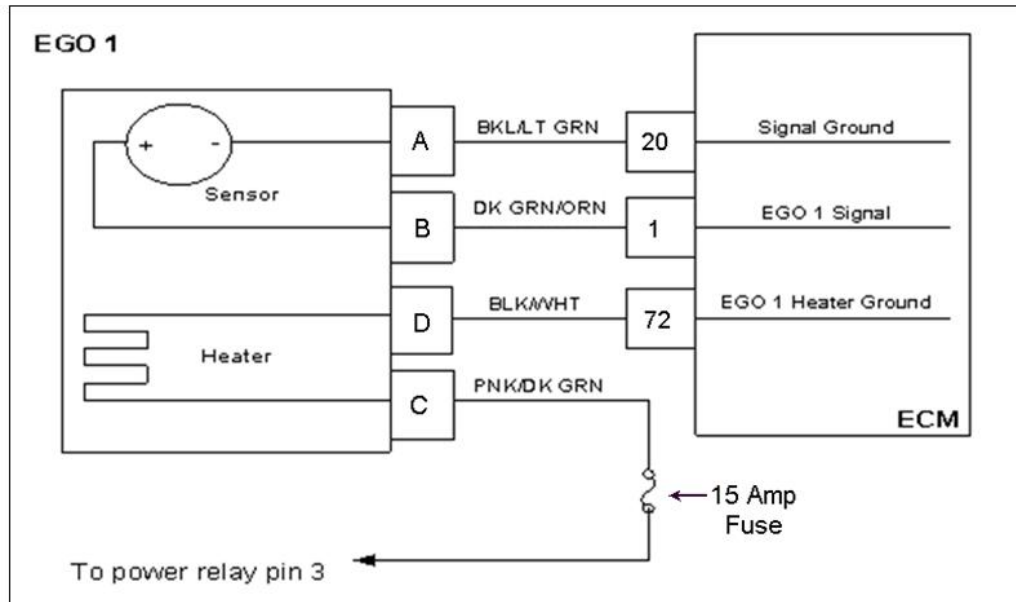 EGO 1
+ -
Sensor
Heater
A
B
D
C
BKL/LT GRN
DK GRN/ORN
BLK/WHT
PNK/DK GRN
20
1
72
Signal Ground
EGO 1 Signal
EGO 1 Heater Ground
ECM
15 Amp
Fuse
To power relay pin 3